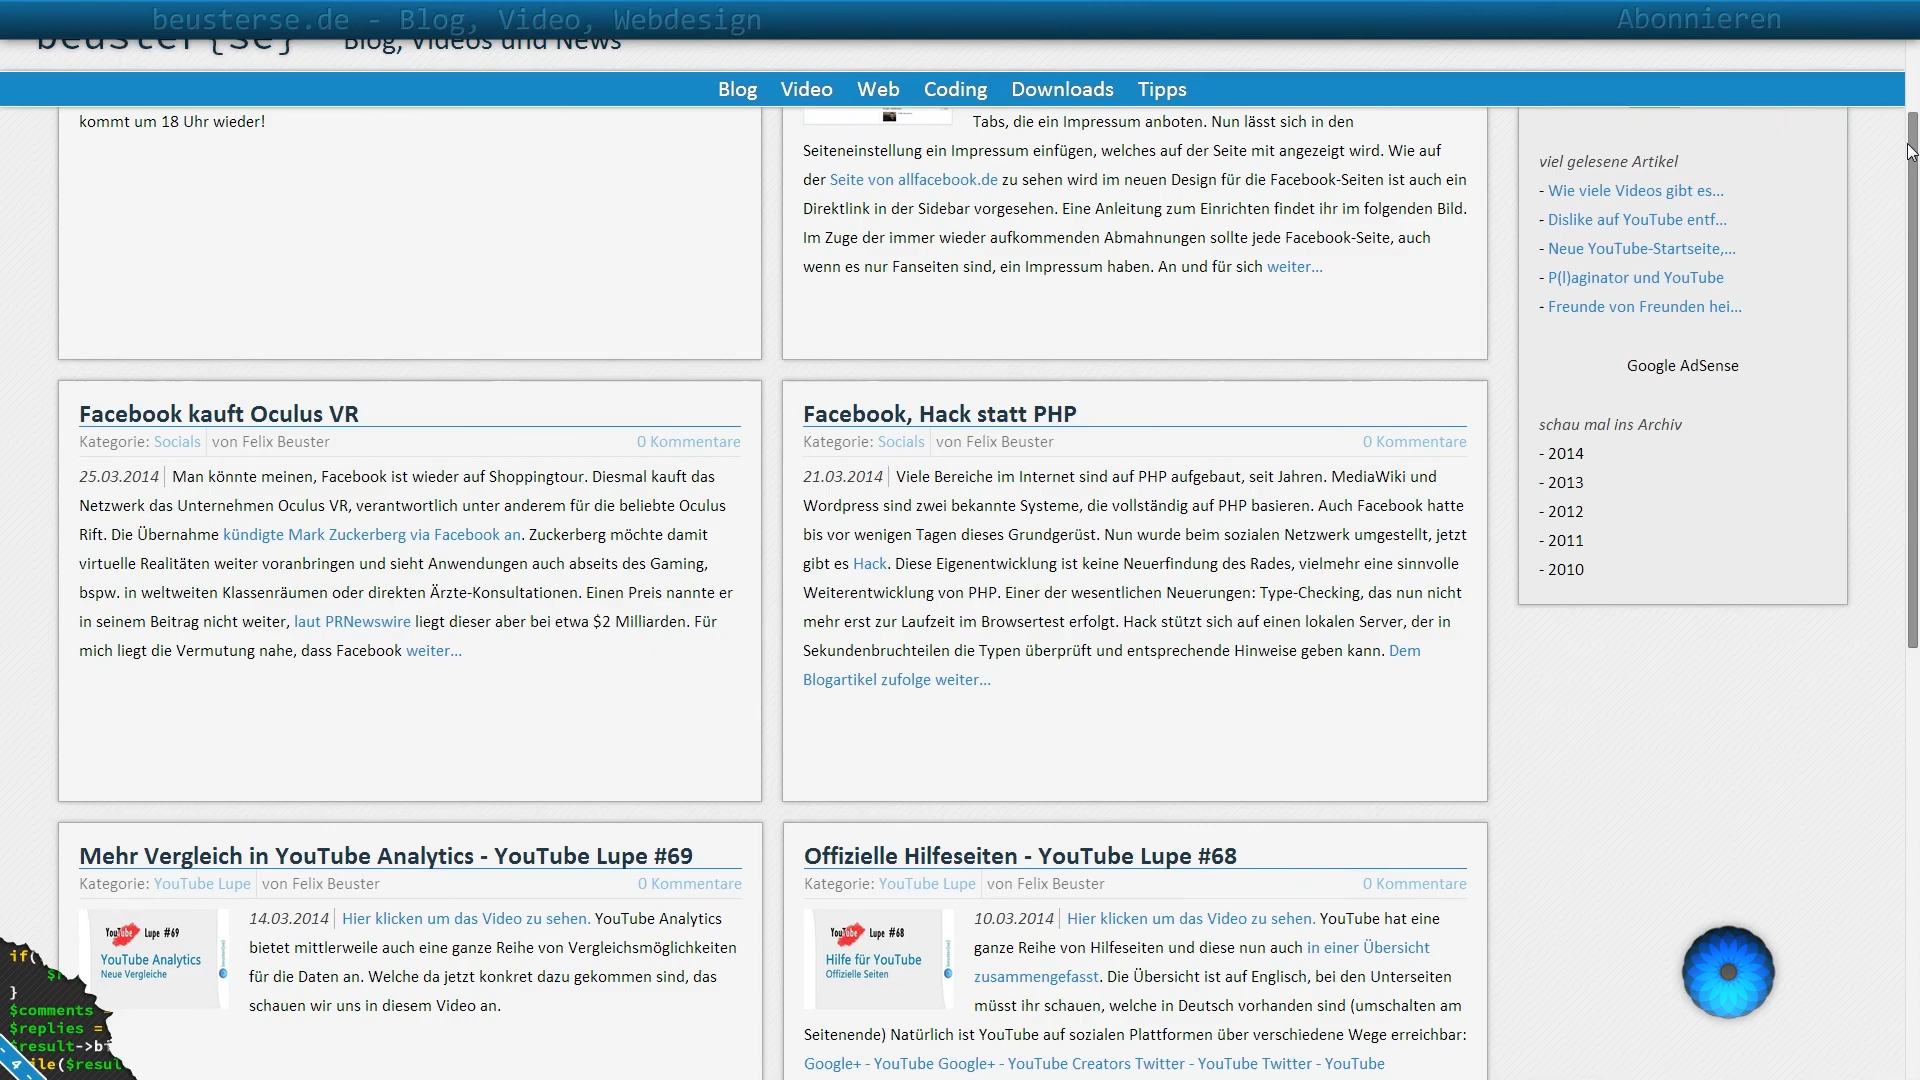 beusterse.de - Blog, Video, Webdesign
Abonnieren
beuster{se} Blog, Videos und News
Blog Video Web Coding Downloads Tipps
kommt um 18 Uhr wieder!
Tabs, die ein Impressum anboten. Nun lässt sich in den
Seiteneinstellung ein Impressum einfügen, welches auf der Seite mit angezeigt wird. Wie auf
der Seite von allfacebook.de zu sehen wird im neuen Design für die Facebook-Seiten ist auch ein
Direktlink in der Sidebar vorgesehen. Eine Anleitung zum Einrichten findet ihr im folgenden Bild.
Im Zuge der immer wieder aufkommenden Abmahnungen sollte jede Facebook-Seite, auch
wenn es nur Fanseiten sind, ein Impressum haben. An und für sich weiter...
Facebook kauft Oculus VR
Kategorie: Socials von Felix Beuster 0 Kommentare
25.03.2014 Man könnte meinen, Facebook ist wieder auf Shoppingtour. Diesmal kauft das
Netzwerk das Unternehmen Oculus VR, verantwortlich unter anderem für die beliebte Oculus
Rift. Die Übernahme kündigte Mark Zuckerberg via Facebook an. Zuckerberg möchte damit
virtuelle Realitäten weiter voranbringen und sieht Anwendungen auch abseits des Gaming,
bspw. in weltweiten Klassenräumen oder direkten Ärzte-Konsultationen. Einen Preis nannte er
in seinem Beitrag nicht weiter, laut PRNewswire liegt dieser aber bei etwa $2 Milliarden. Für
mich liegt die Vermutung nahe, dass Facebook weiter...
Facebook, Hack statt PHP
Kategorie: Socials von Felix Beuster 0 Kommentare
21.03.2014 Viele Bereiche im Internet sind auf PHP aufgebaut, seit Jahren. MediaWiki und
Wordpress sind zwei bekannte Systeme, die vollständig auf PHP basieren. Auch Facebook hatte
bis vor wenigen Tagen dieses Grundgerüst. Nun wurde beim sozialen Netzwerk umgestellt, jetzt
gibt es Hack. Diese Eigenentwicklung ist keine Neuerfindung des Rades, vielmehr eine sinnvolle
Weiterentwicklung von PHP. Einer der wesentlichen Neuerungen: Type-Checking, das nun nicht
mehr erst zur Laufzeit im Browsertest erfolgt. Hack stützt sich auf einen lokalen Server, der in
Sekundenbruchteilen die Typen überprüft und entsprechende Hinweise geben kann. Dem
Blogartikel zufolge weiter...
Mehr Vergleich in YouTube Analytics - YouTube Lupe #69
Kategorie: YouTube Lupe von Felix Beuster 0 Kommentare
YouTube Lupe #69
YouTube Analytics
Neue Vergleiche
14.03.2014 Hier klicken um das Video zu sehen. YouTube Analytics
bietet mittlerweile auch eine ganze Reihe von Vergleichsmöglichkeiten
für die Daten an. Welche da jetzt konkret dazu gekommen sind, das
schauen wir uns in diesem Video an.
Offizielle Hilfeseiten - YouTube Lupe #68
Kategorie: YouTube Lupe von Felix Beuster 0 Kommentare
YouTube Lupe #68
Hilfe für YouTube
Offizielle Seiten
10.03.2014 Hier klicken um das Video zu sehen. YouTube hat eine
ganze Reihe von Hilfeseiten und diese nun auch in einer Übersicht
zusammengefasst. Die Übersicht ist auf Englisch, bei den Unterseiten
müsst ihr schauen, welche in Deutsch vorhanden sind (umschalten am
Seitenende) Natürlich ist YouTube auf sozialen Plattformen über verschiedene Wege erreichbar:
Google+ - YouTube Google+ - YouTube Creators Twitter - YouTube Twitter - YouTube
viel gelesene Artikel
- Wie viele Videos gibt es...
- Dislike auf YouTube entf...
- Neue YouTube-Startseite,...
- P(l)aginator und YouTube
- Freunde von Freunden hei...
Google AdSense
schau mal ins Archiv
- 2014
- 2013
- 2012
- 2011
- 2010
if(
}
$comments
$replies =
$result->bi
($resul